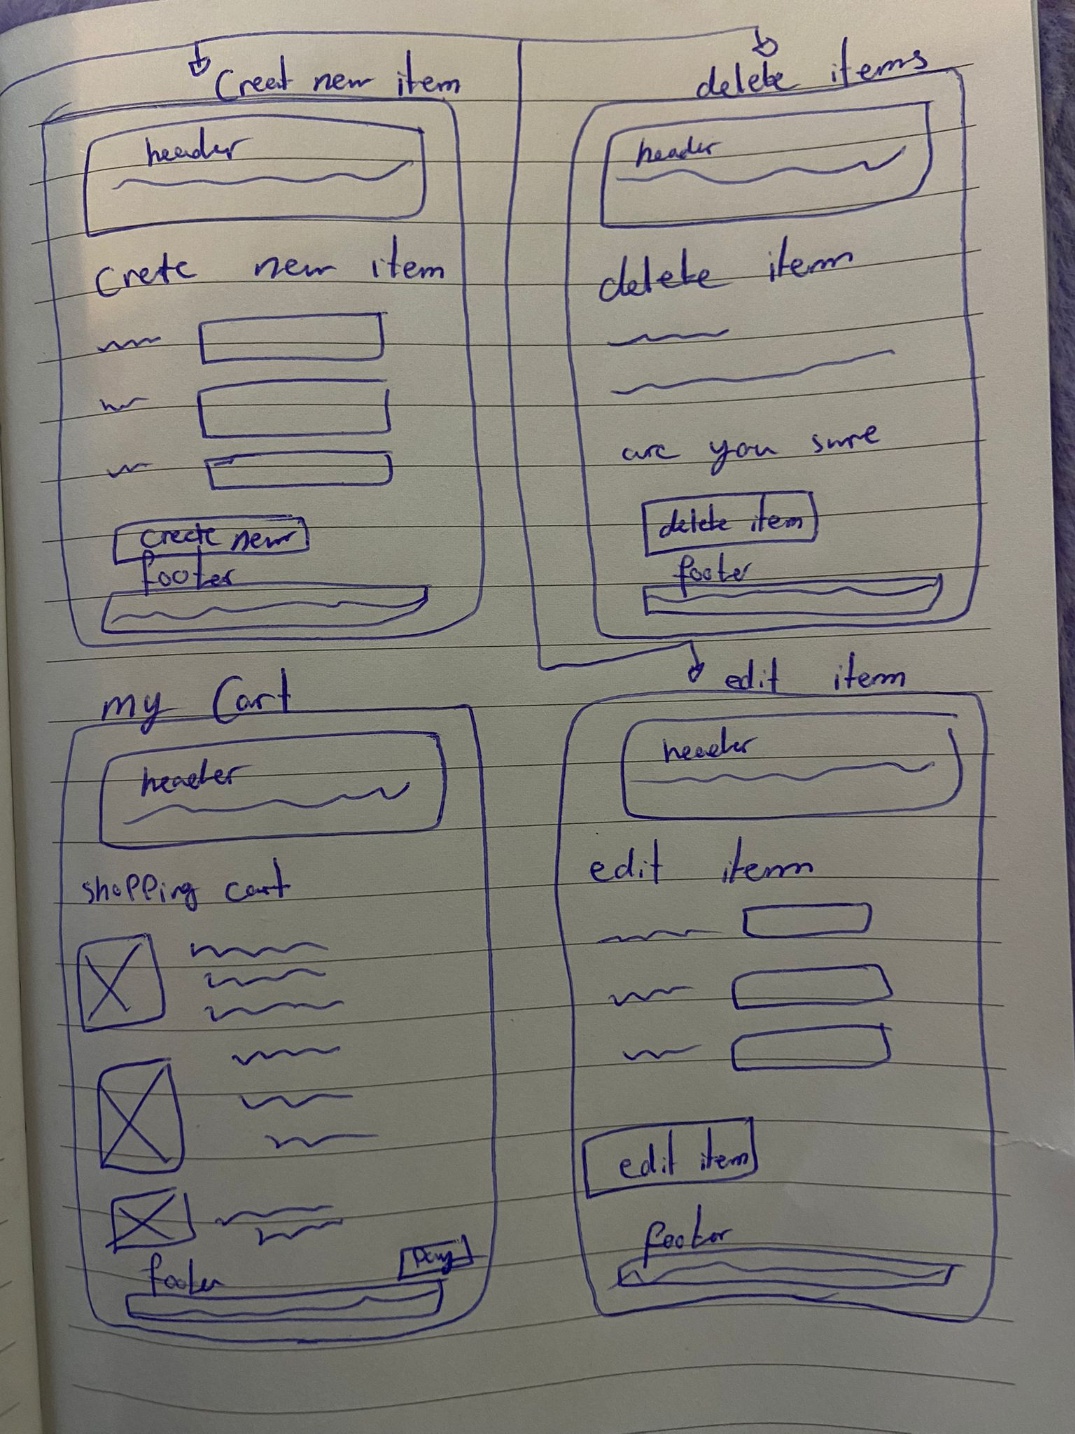 Creat new item
header
Crete new item
create new
footer
delete items
header
delete item
are you sure
delete item
footer
my Cart
header
shopping cart
pay
footer
edit item
header
edit item
edit item
footer